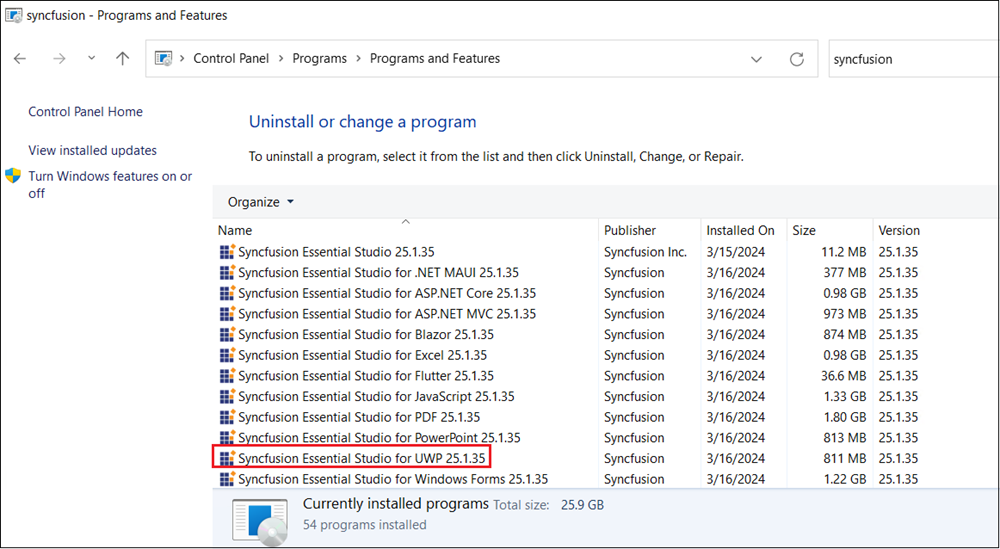 syncfusion - Programs and Features
Control Panel > Programs > Programs and Features
syncfusion
Control Panel Home
View installed updates
Turn Windows features on or
off
Uninstall or change a program
To uninstall a program, select it from the list and then click Uninstall, Change, or Repair.
Organize
Name Publisher Installed On Size Version
Syncfusion Essential Studio 25.1.35 Syncfusion Inc. 3/15/2024 11.2 MB 25.1.35
Syncfusion Essential Studio for .NET MAUI 25.1.35 Syncfusion 3/16/2024 377 MB 25.1.35
Syncfusion Essential Studio for ASP.NET Core 25.1.35 Syncfusion 3/16/2024 0.98 GB 25.1.35
Syncfusion Essential Studio for ASP.NET MVC 25.1.35 Syncfusion 3/16/2024 973 MB 25.1.35
Syncfusion Essential Studio for Blazor 25.1.35 Syncfusion 3/16/2024 874 MB 25.1.35
Syncfusion Essential Studio for Excel 25.1.35 Syncfusion 3/16/2024 0.98 GB 25.1.35
Syncfusion Essential Studio for Flutter 25.1.35 Syncfusion 3/16/2024 36.6 MB 25.1.35
Syncfusion Essential Studio for JavaScript 25.1.35 Syncfusion 3/16/2024 1.33 GB 25.1.35
Syncfusion Essential Studio for PDF 25.1.35 Syncfusion 3/16/2024 1.80 GB 25.1.35
Syncfusion Essential Studio for PowerPoint 25.1.35 Syncfusion 3/16/2024 813 MB 25.1.35
Syncfusion Essential Studio for UWP 25.1.35 Syncfusion 3/16/2024 811 MB 25.1.35
Syncfusion Essential Studio for Windows Forms 25.1.35 Syncfusion 3/16/2024 1.22 GB 25.1.35
Currently installed programs Total size: 25.9 GB
54 programs installed